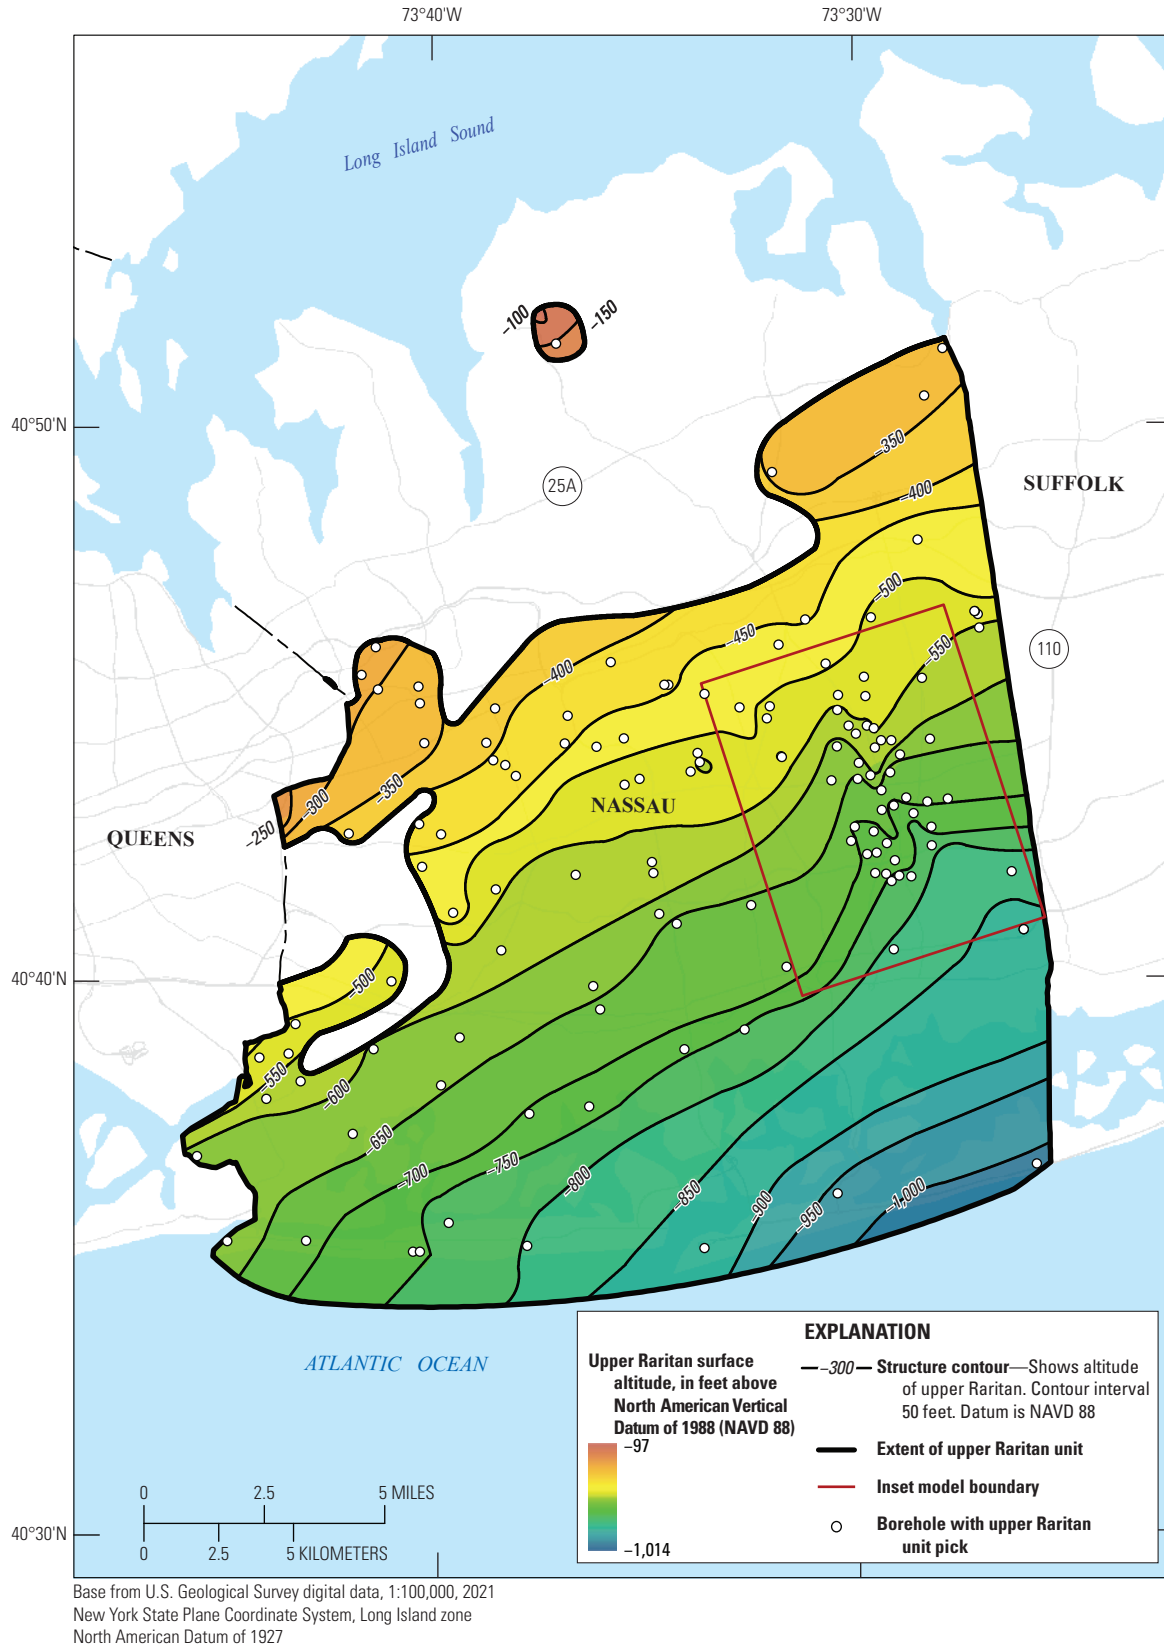 73°40'W
73°30'W
Long Island Sound
–100
–150
40°50'N
–350
25A
SUFFOLK
–400
–500
–450
–550
110
–400
–350
–300
NASSAU
–250
QUEENS
40°40'N
–500
–550
–600
–650
–700
–750
–800
–850
–900
–950
–1,000
ATLANTIC OCEAN
EXPLANATION
Upper Raritan surface
altitude, in feet above
North American Vertical
Datum of 1988 (NAVD 88)
–97
–1,014
–300
Structure contour—Shows altitude
of upper Raritan. Contour interval
50 feet. Datum is NAVD 88
Extent of upper Raritan unit
Inset model boundary
Borehole with upper Raritan
unit pick
0 2.5 5 MILES
0 2.5 5 KILOMETERS
40°30'N
Base from U.S. Geological Survey digital data, 1:100,000, 2021
New York State Plane Coordinate System, Long Island zone
North American Datum of 1927